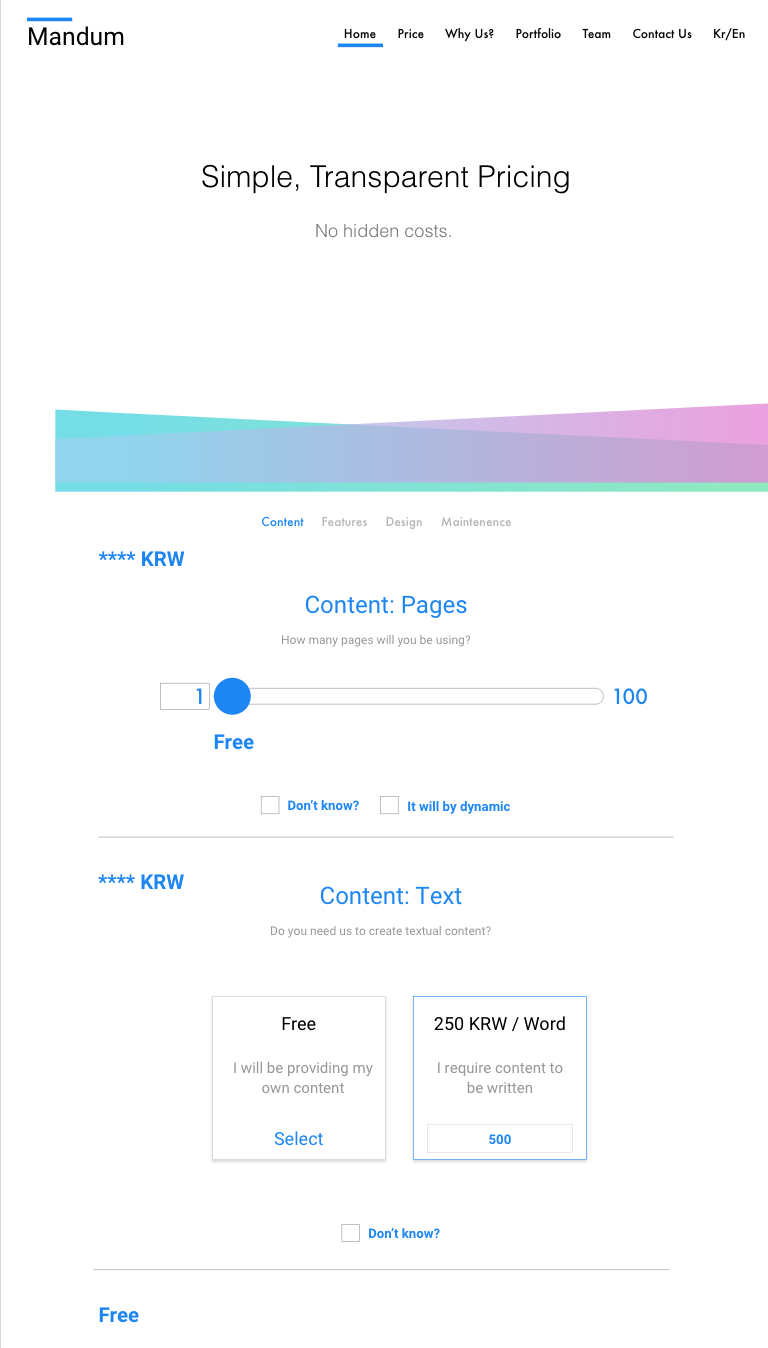 Mandum
Home Price Why Us? Portfolio Team Contact Us Kr/En
Simple, Transparent Pricing
No hidden costs.
Content Features Design Maintenence
**** KRW
Content: Pages
How many pages will you be using?
1 100
Free
Don't know? It will by dynamic
**** KRW
Content: Text
Do you need us to create textual content?
Free
I will be providing my
own content
Select
250 KRW / Word
I require content to
be written
500
Don't know?
Free